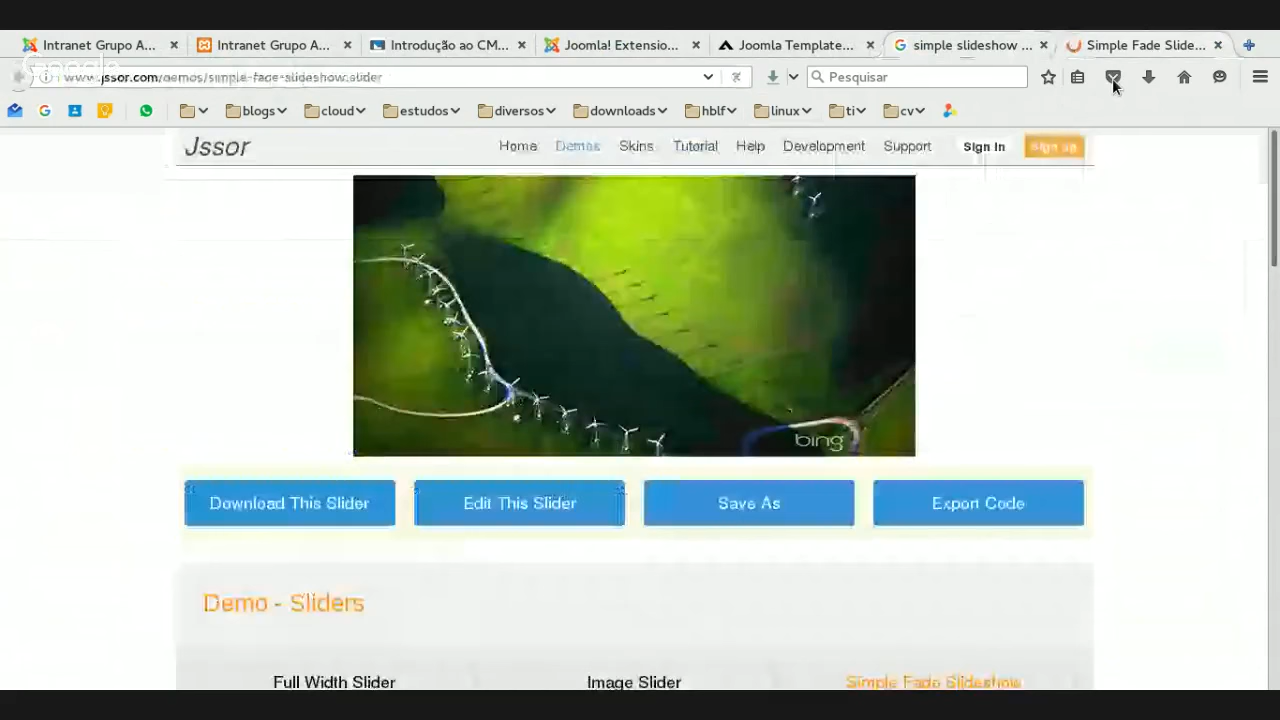 Intranet Grupo A...
Intranet Grupo A...
Introdução ao CM...
Joomla! Extensio...
Joomla Template...
simple slideshow ...
Simple Fade Slide...
Google
www.jssor.com/demos/simple-fade-slideshow.slider
Pesquisar
blogs
cloud
estudos
diversos
downloads
hblf
linux
ti
cv
Jssor
Home
Demos
Skins
Tutorial
Help
Development
Support
Sign In
Sign up
bing
Download This Slider
Edit This Slider
Save As
Export Code
Demo - Sliders
Full Width Slider
Image Slider
Simple Fade Slideshow